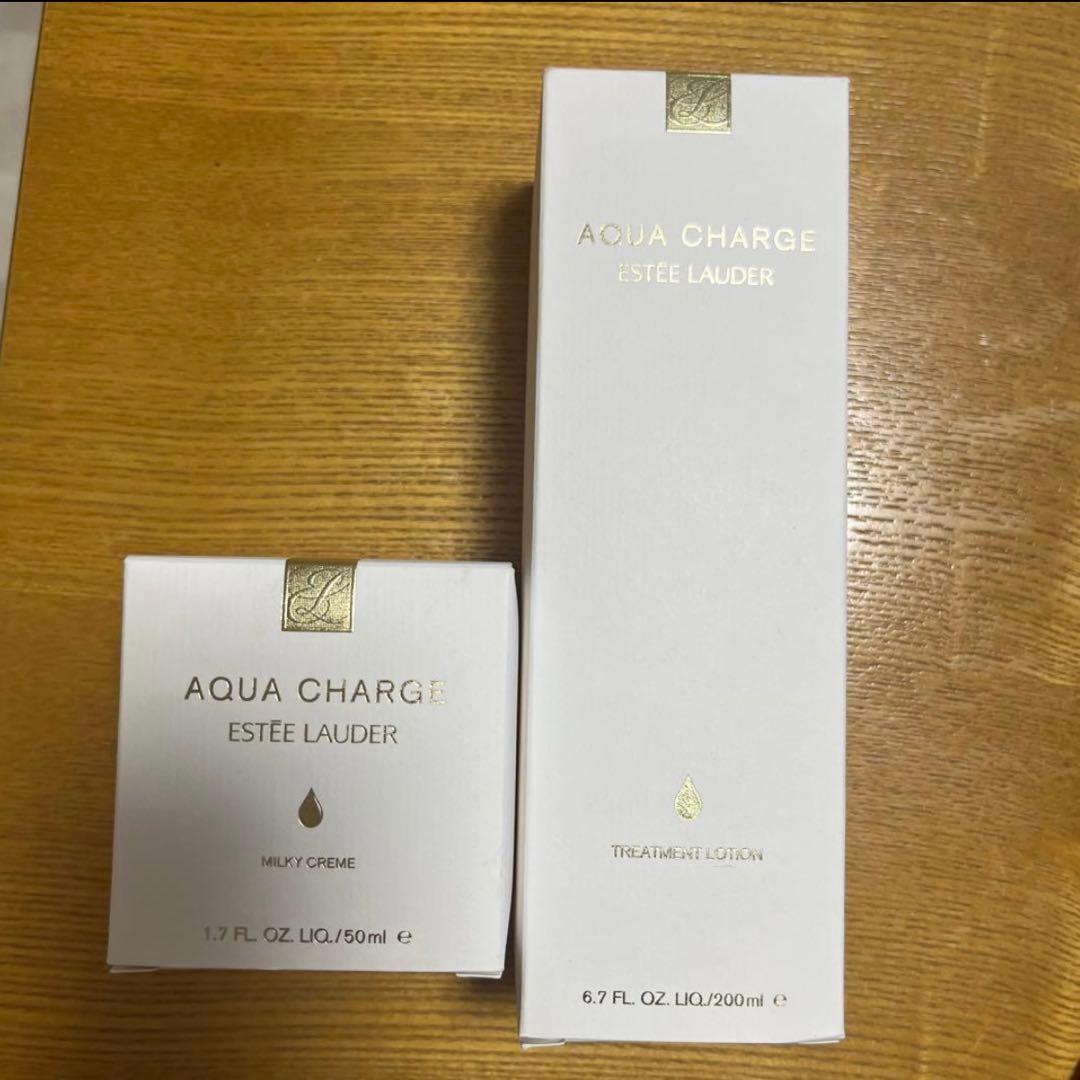 AQUA CHARGE
ESTĒE LAUDER
TREATMENT LOTION
6.7 FL. OZ. LIQ./200ml ℮
AQUA CHARGE
ESTĒE LAUDER
MILKY CREME
1.7 FL. OZ. LIQ./50ml ℮